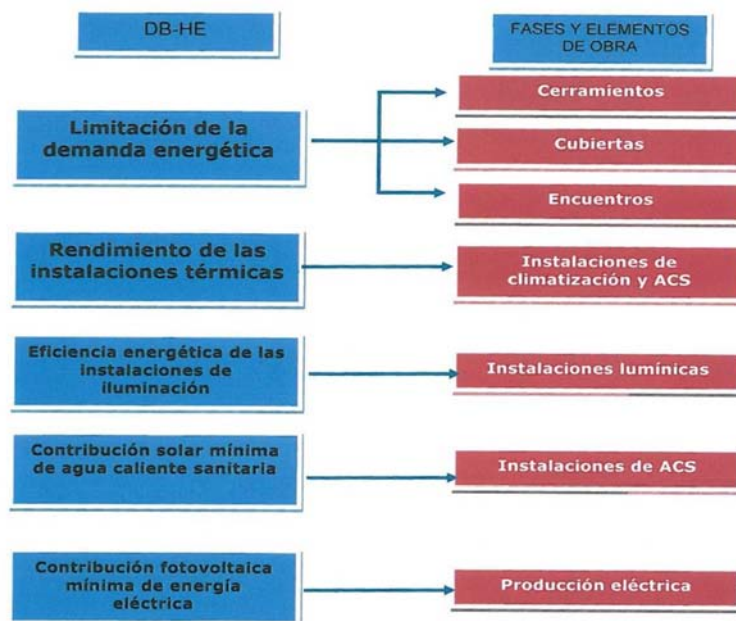 DB-HE
FASES Y ELEMENTOS
DE OBRA
Limitación de la
demanda energética
Cerramientos
Cubiertas
Encuentros
Rendimiento de las
instalaciones térmicas
Instalaciones de
climatización y ACS
Eficiencia energética de las
instalaciones de
iluminación
Instalaciones lumínicas
Contribución solar mínima
de agua caliente sanitaria
Instalaciones de ACS
Contribución fotovoltaica
mínima de energía
eléctrica
Producción eléctrica